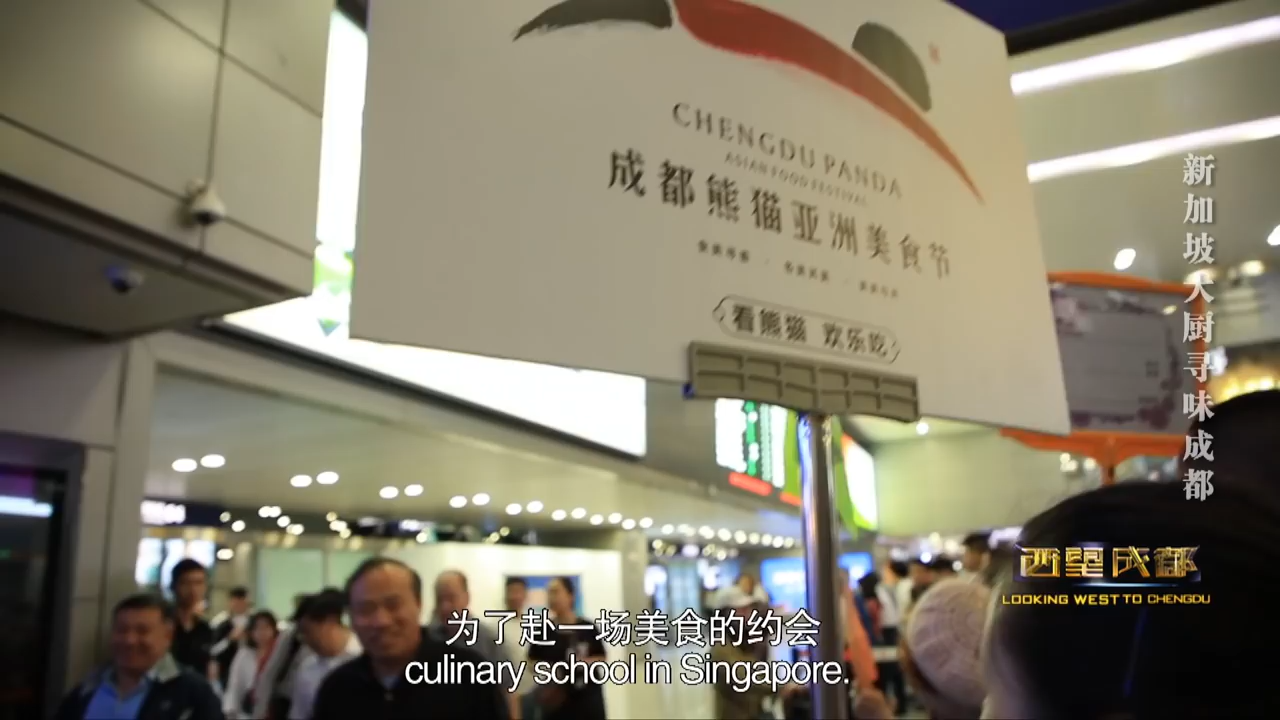 CHENGDU PANDA
ASIAN FOOD FESTIVAL
成都熊猫亚洲美食节
看熊猫 欢乐吃
新加坡大厨寻味成都
西望成都
LOOKING WEST TO CHENGDU
为了赴一场美食的约会
culinary school in Singapore.